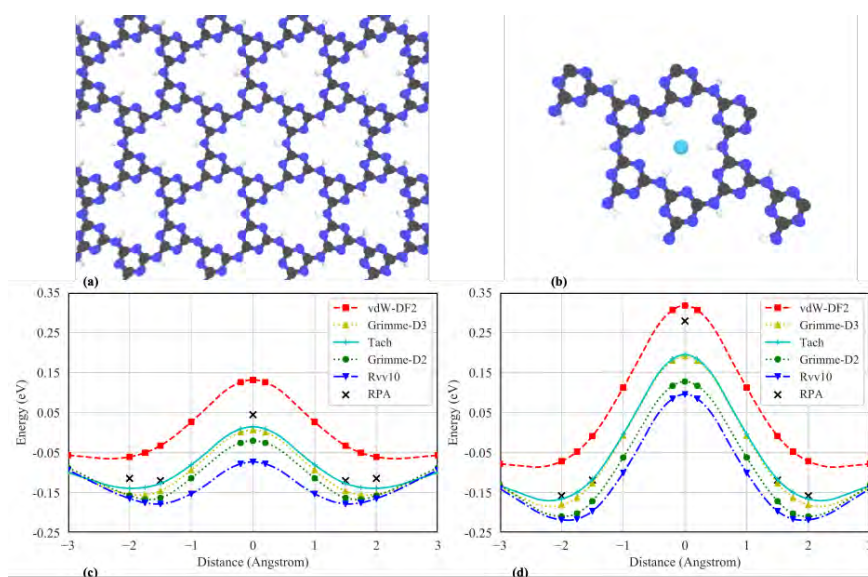 (a)
(b)
0.35
0.25
0.15
0.05
-0.05
-0.15
-0.25
Energy (eV)
vdW-DF2
Grimme-D3
Tach
Grimme-D2
Rvv10
RPA
−3
−2
−1
0
1
2
3
Distance (Angstrom)
(c)
0.35
0.25
0.15
0.05
-0.05
-0.15
-0.25
Energy (eV)
vdW-DF2
Grimme-D3
Tach
Grimme-D2
Rvv10
RPA
−3
−2
−1
0
1
2
3
Distance (Angstrom)
(d)